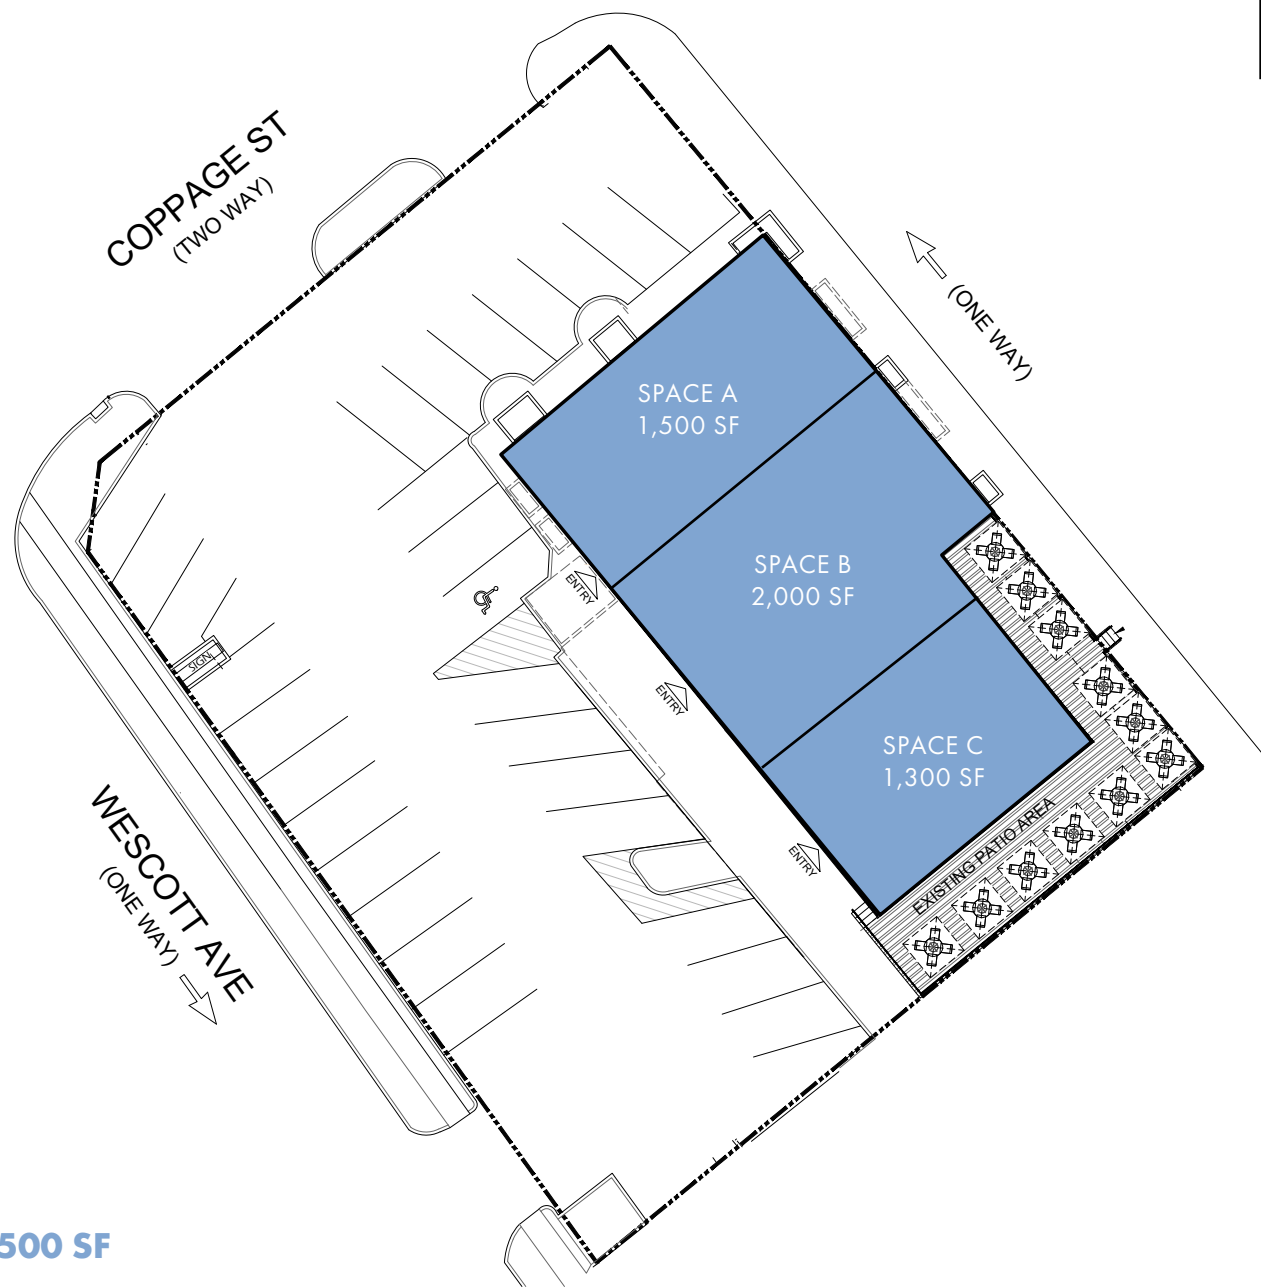 COPPAGE ST
(TWO WAY)
(ONE WAY)
SPACE A
1,500 SF
SPACE B
2,000 SF
ENTRY
SIGN
ENTRY
SPACE C
1,300 SF
WESCOTT AVE
(ONE WAY)
ENTRY
EXISTING PATIO AREA
500 SF